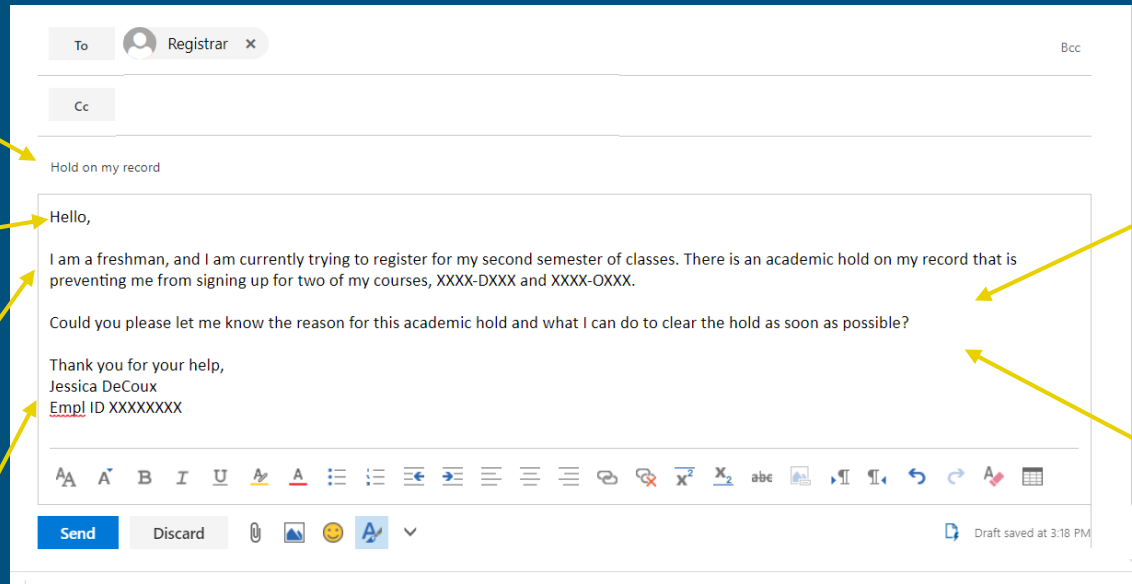 To Registrar Bcc
Cc
Hold on my record
Hello,
I am a freshman, and I am currently trying to register for my second semester of classes. There is an academic hold on my record that is
preventing me from signing up for two of my courses, XXXX-DXXX and XXXX-OXXX.
Could you please let me know the reason for this academic hold and what I can do to clear the hold as soon as possible?
Thank you for your help,
Jessica DeCoux
Empl ID XXXXXXXX
Send Discard Draft saved at 3:18 PM